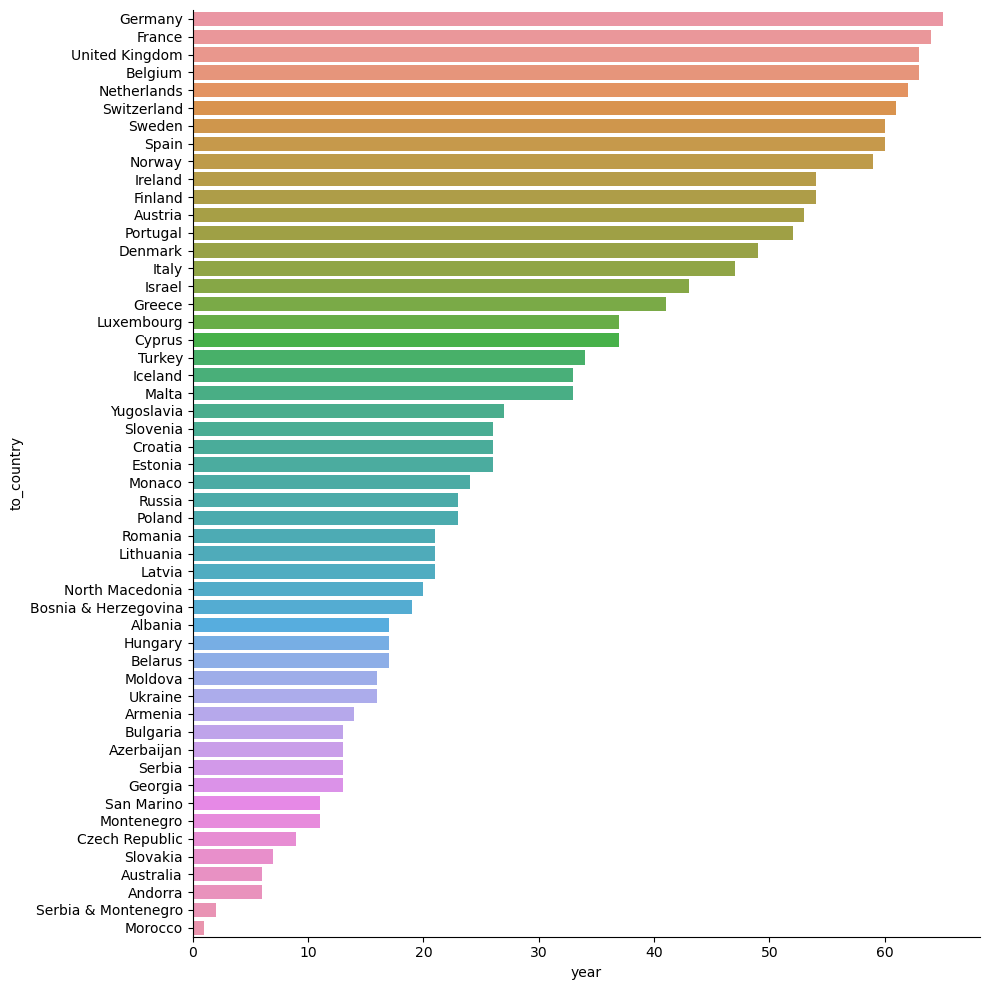 Germany
France
United Kingdom
Belgium
Netherlands
Switzerland
Sweden
Spain
Norway
Ireland
Finland
Austria
Portugal
Denmark
Italy
Israel
Greece
Luxembourg
Cyprus
Turkey
Iceland
Malta
Yugoslavia
Slovenia
Croatia
Estonia
Monaco
Russia
Poland
Romania
Lithuania
Latvia
North Macedonia
Bosnia & Herzegovina
Albania
Hungary
Belarus
Moldova
Ukraine
Armenia
Bulgaria
Azerbaijan
Serbia
Georgia
San Marino
Montenegro
Czech Republic
Slovakia
Australia
Andorra
Serbia & Montenegro
Morocco
to_country
0 10 20 30 40 50 60
year